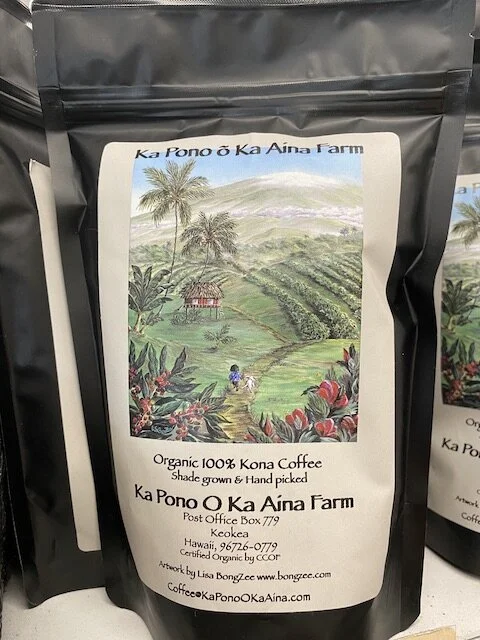 Ka Pono õ Ka Aina Farm
Organic 100% Kona Coffee
Shade grown & Hand picked
Ka Pono O Ka Aina Farm
Post Office Box 779
Keokea
Hawaii, 96726-0779
Certified Organic by CCOF
Artwork by Lisa BongZee www.bongzee.com
Coffee@KaPonoOKaAina.com